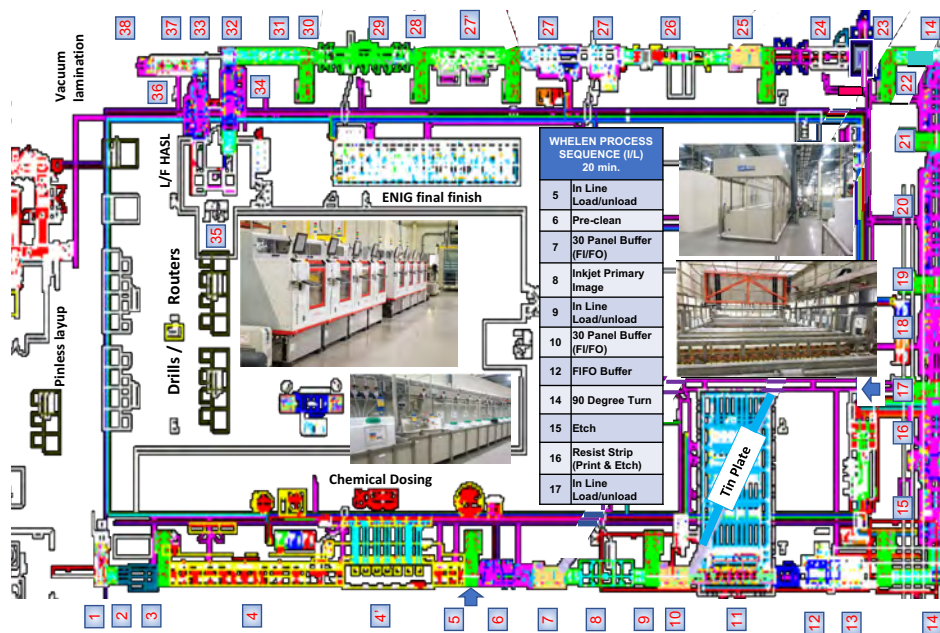 38
37
33
32
31
30
29
28
27'
27
27
26
25
24
23
14
36
34
22
21
20
19
18
17
16
15
14
Vacuum
lamination
L/F HASL
35
ENIG final finish
Drills / Routers
Pinless layup
Chemical Dosing
Tin Plate
WHELEN PROCESS
SEQUENCE (I/L)
20 min.
5 In Line
Load/unload
6 Pre-clean
7 30 Panel Buffer
(FI/FO)
8 Inkjet Primary
Image
9 In Line
Load/unload
10 30 Panel Buffer
(FI/FO)
12 FIFO Buffer
14 90 Degree Turn
15 Etch
16 Resist Strip
(Print & Etch)
17 In Line
Load/unload
1
2
3
4
4'
5
6
7
8
9
10
11
12
13